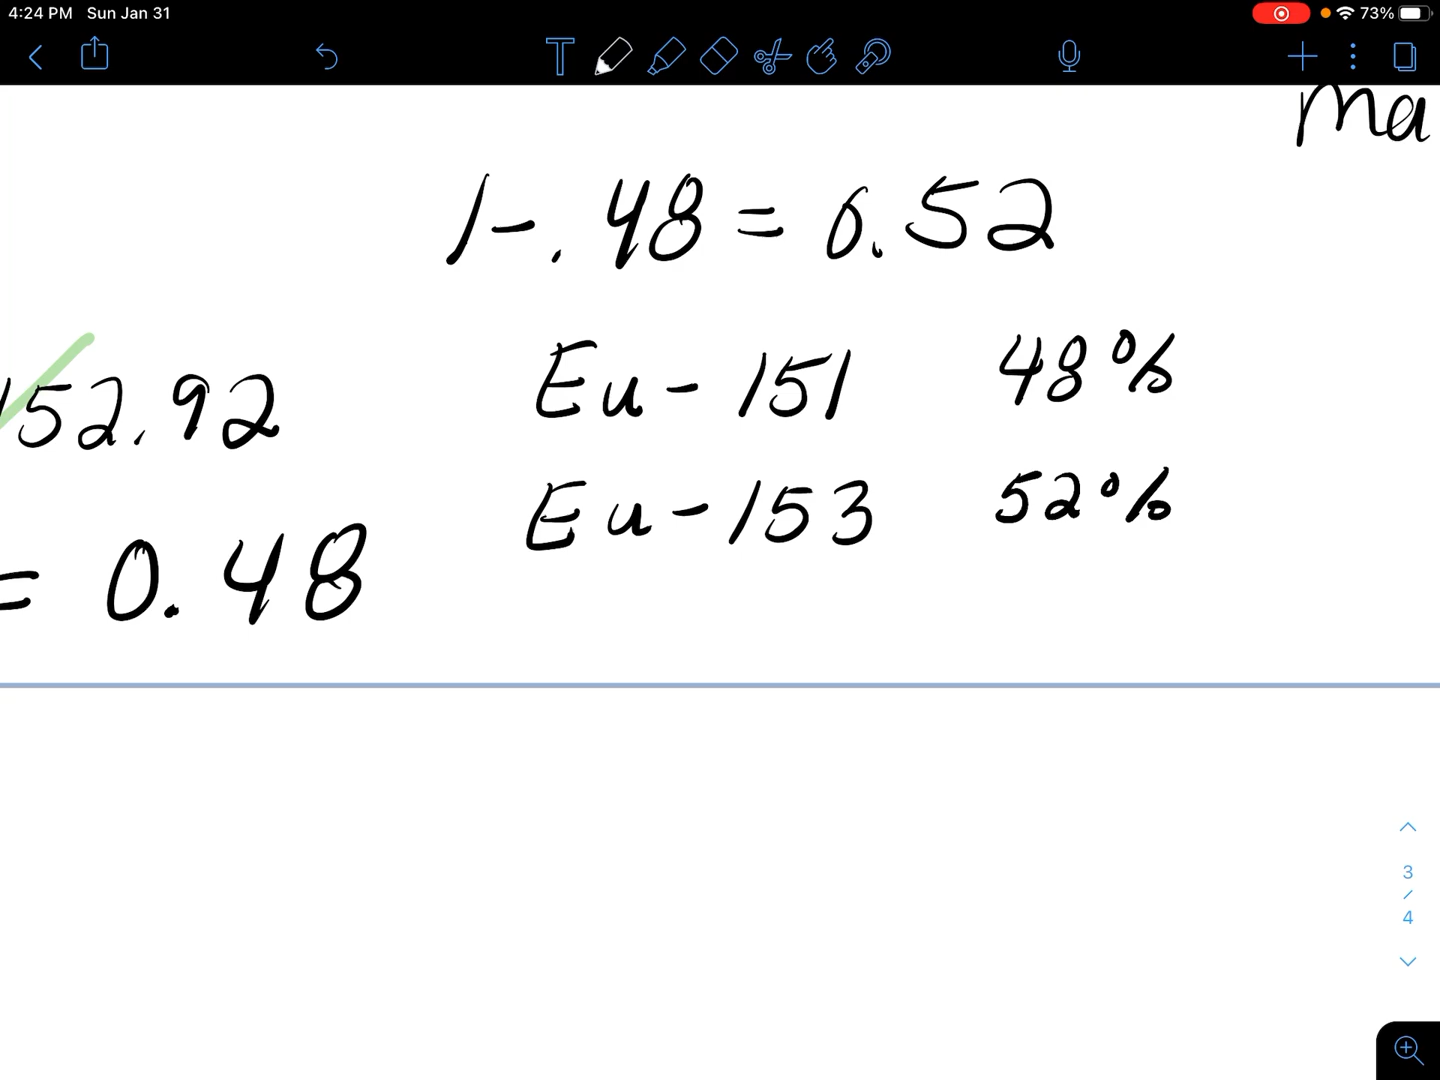 4:24 PM Sun Jan 31
73%
Ma
1-.48 = 0.52
152.92
Eu-151 48%
Eu-153 52%
= 0.48
3
/
4